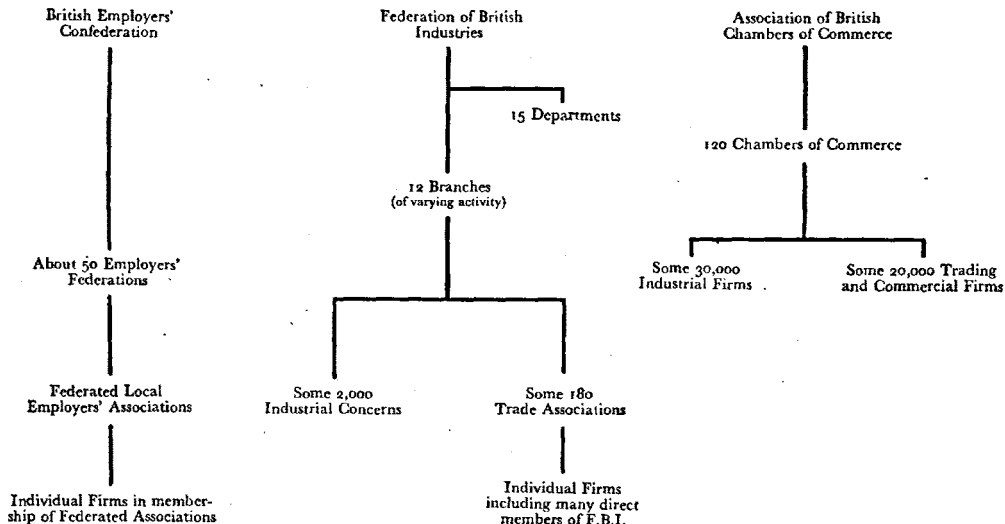 British Employers'
Confederation
Federation of British
Industries
Association of British
Chambers of Commerce
15 Departments
120 Chambers of Commerce
12 Branches
(of varying activity)
About 50 Employers'
Federations
Some 30,000
Industrial Firms
Some 20,000 Trading
and Commercial Firms
Federated Local
Employers' Associations
Some 2,000
Industrial Concerns
Some 180
Trade Associations
Individual Firms in member-
ship of Federated Associations
Individual Firms
including many direct
members of F.B.I.